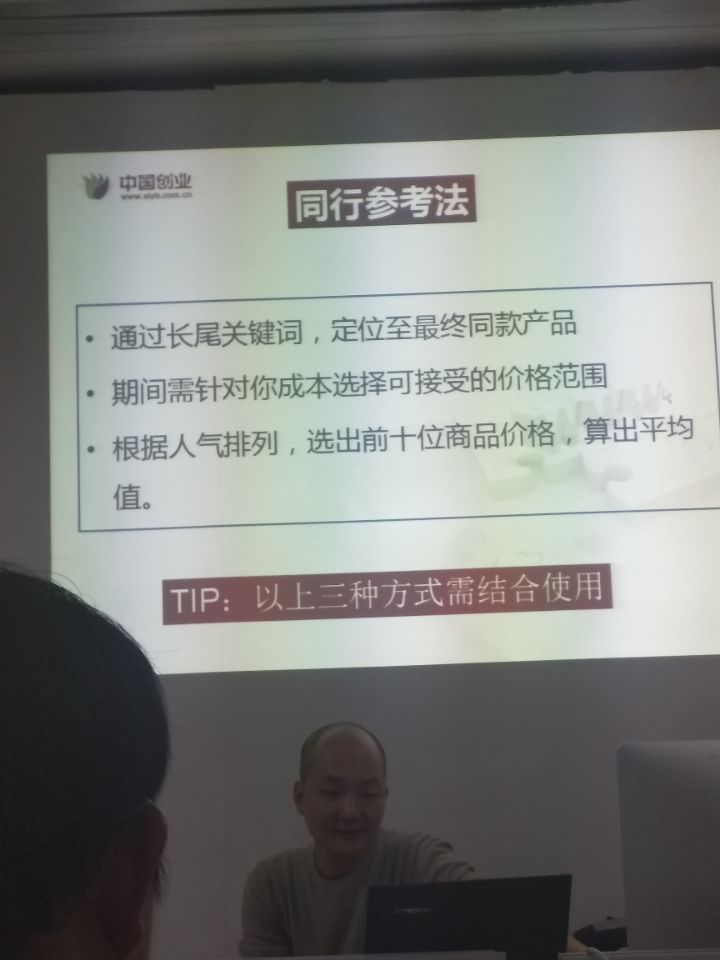 中国创业
www.aiyb.com.cn
同行参考法
• 通过长尾关键词，定位至最终同款产品
• 期间需针对你成本选择可接受的价格范围
• 根据人气排列，选出前十位商品价格，算出平均
值。
TIP：以上三种方式需结合使用
lenovo